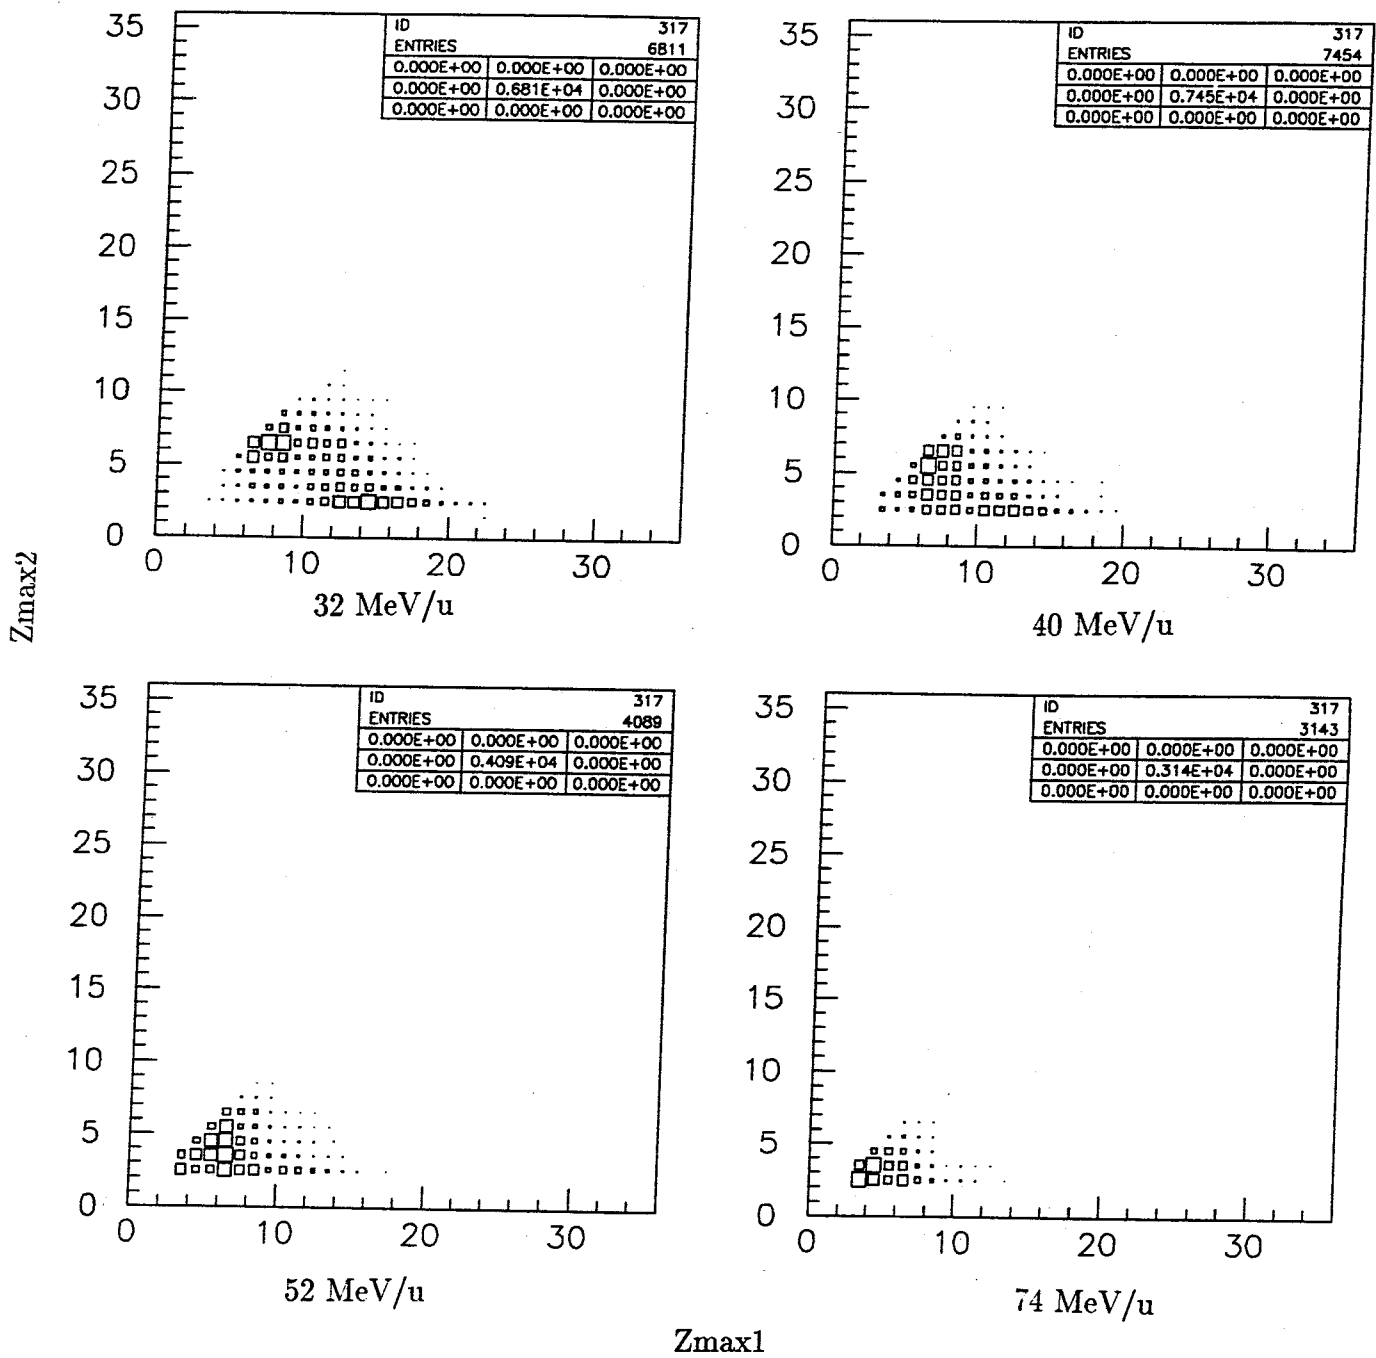 35
30
25
20
15
10
5
0
ID 317
ENTRIES 6811
0.000E+00 0.000E+00 0.000E+00
0.000E+00 0.681E+04 0.000E+00
0.000E+00 0.000E+00 0.000E+00
0 10 20 30
32 MeV/u
35
30
25
20
15
10
5
0
ID 317
ENTRIES 7454
0.000E+00 0.000E+00 0.000E+00
0.000E+00 0.745E+04 0.000E+00
0.000E+00 0.000E+00 0.000E+00
0 10 20 30
40 MeV/u
Zmax2
35
30
25
20
15
10
5
0
ID 317
ENTRIES 4089
0.000E+00 0.000E+00 0.000E+00
0.000E+00 0.409E+04 0.000E+00
0.000E+00 0.000E+00 0.000E+00
0 10 20 30
52 MeV/u
35
30
25
20
15
10
5
0
ID 317
ENTRIES 3143
0.000E+00 0.000E+00 0.000E+00
0.000E+00 0.314E+04 0.000E+00
0.000E+00 0.000E+00 0.000E+00
0 10 20 30
74 MeV/u
Zmax1